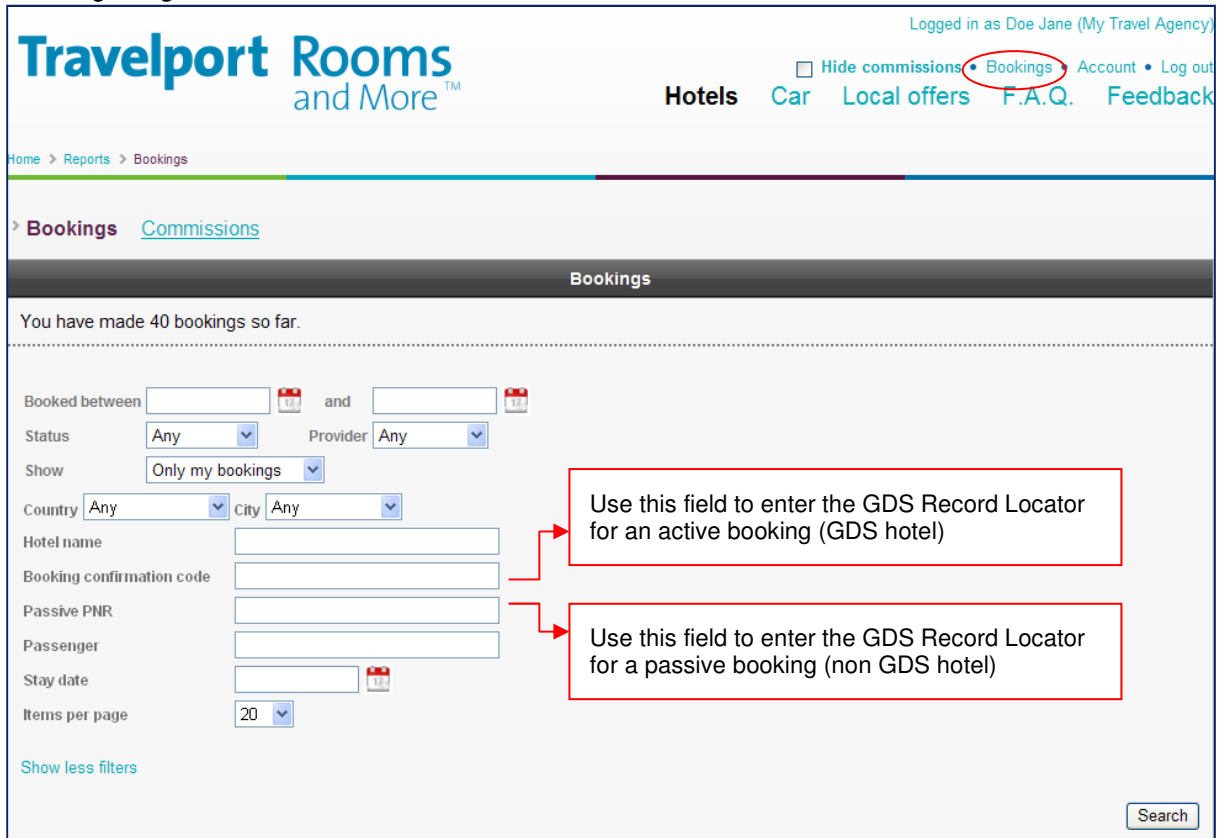 Logged in as Doe Jane (My Travel Agency)
Travelport Rooms and More™
Hide commissions • Bookings • Account • Log out
Hotels Car Local offers F.A.Q. Feedback
Home > Reports > Bookings
> Bookings Commissions
Bookings
You have made 40 bookings so far.
Booked between and
Status Any Provider Any
Show Only my bookings
Country Any City Any
Hotel name
Booking confirmation code
Passive PNR
Passenger
Stay date
Items per page 20
Show less filters
Search
Use this field to enter the GDS Record Locator
for an active booking (GDS hotel)
Use this field to enter the GDS Record Locator
for a passive booking (non GDS hotel)